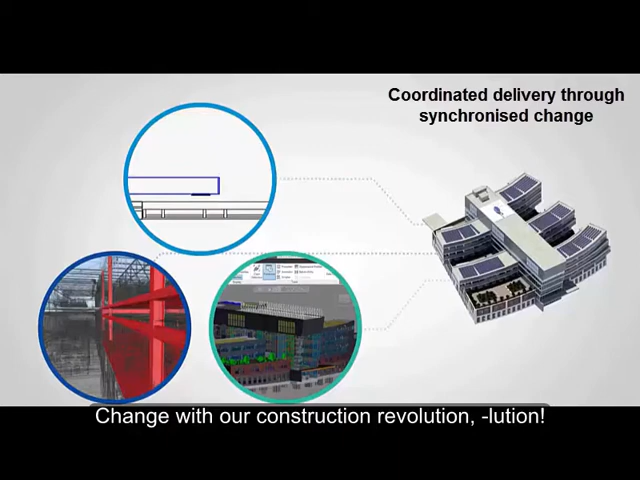 Coordinated delivery through
synchronised change
Change with our construction revolution, -lution!